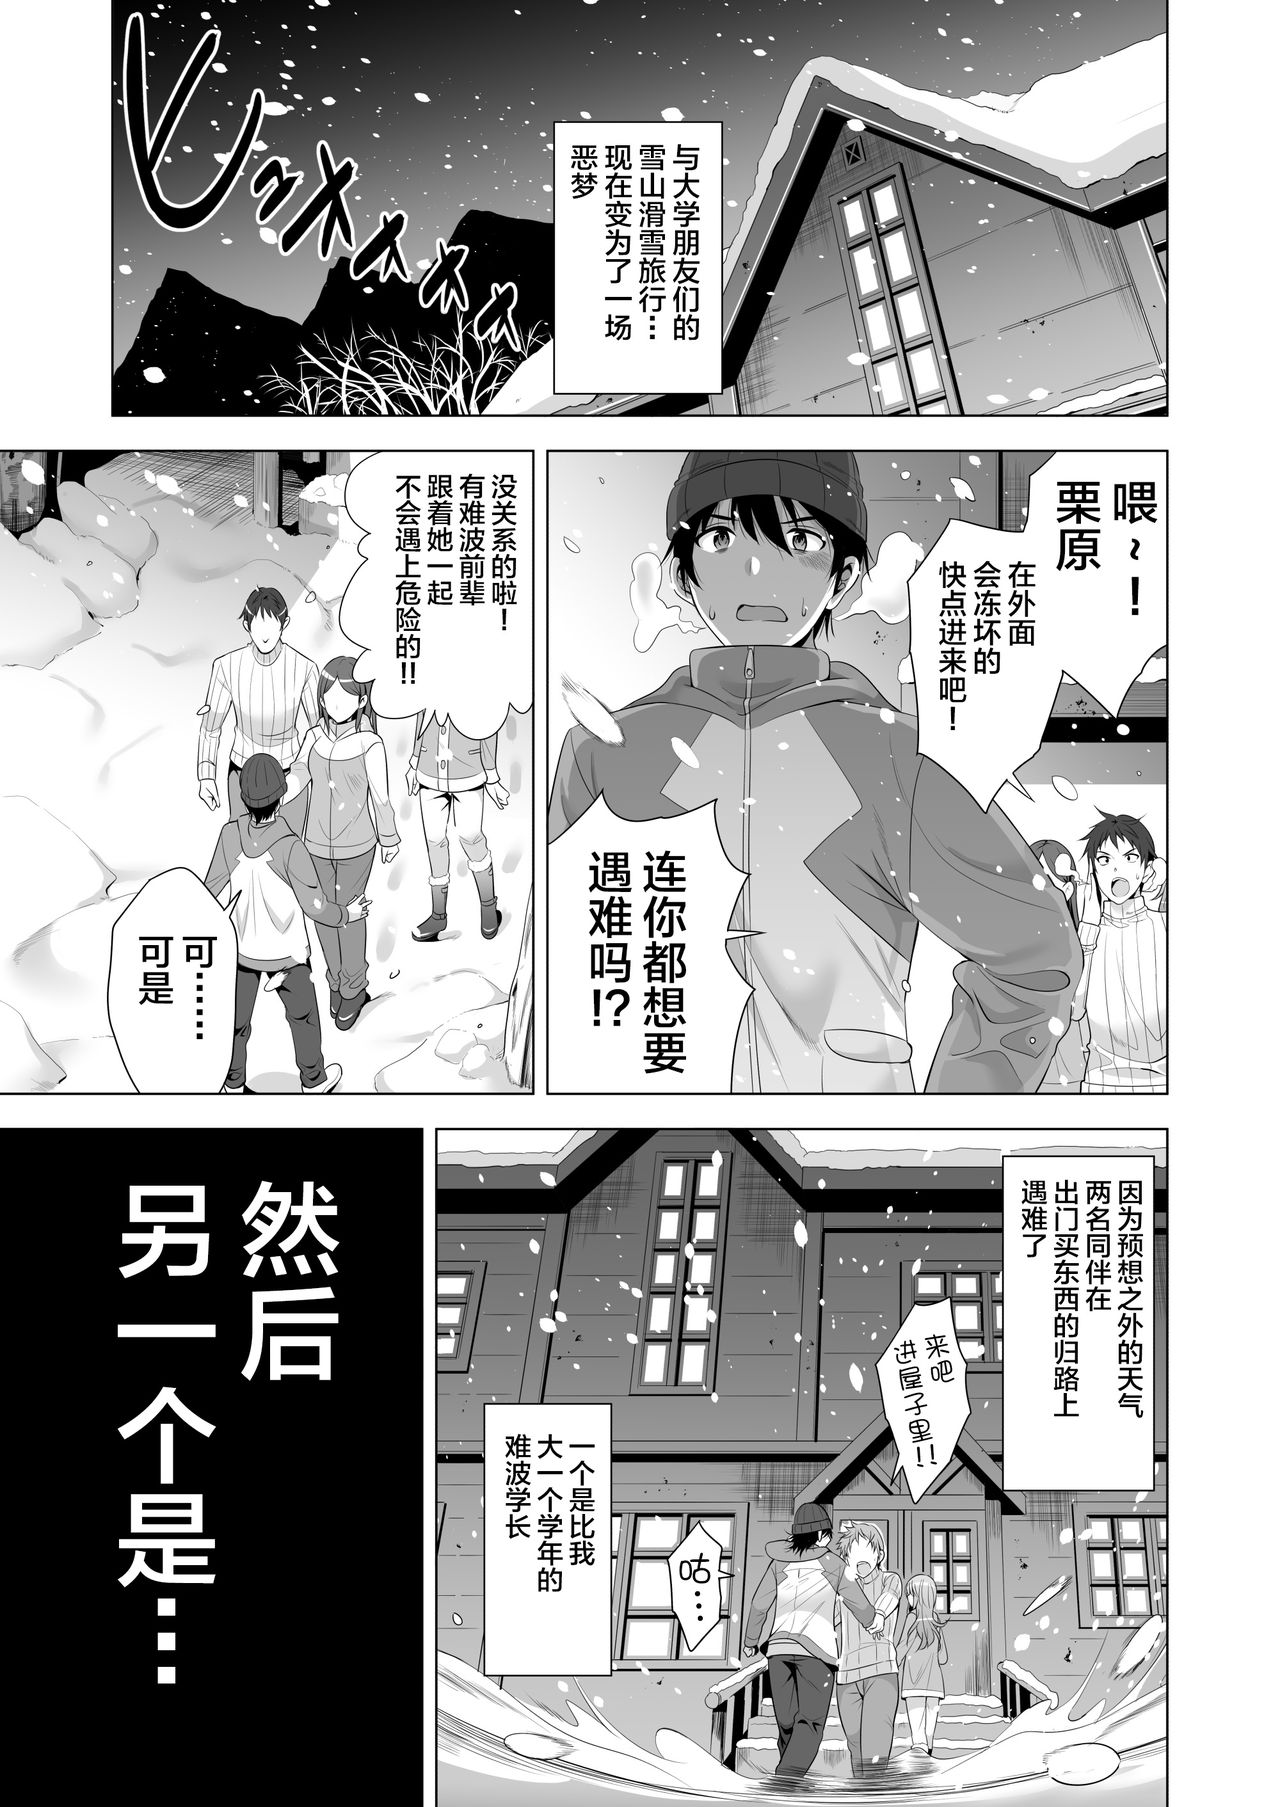 与大学朋友们的
雪山滑雪旅行…
现在变为了一场
恶梦
ヒュオオオオオ
喂~！
栗原
在外面
会冻坏的
快点进来吧！
连你都想要
遇难吗!?
没关系的啦！
有难波前辈
跟着她一起
不会遇上危险的!!
可……
可是
因为预想之外的天气
两名同伴在
出门买东西的归路上
遇难了
来吧
进屋子里!!
咕…
一个是比我
大一个学年的
难波学长
然后
另一个是…